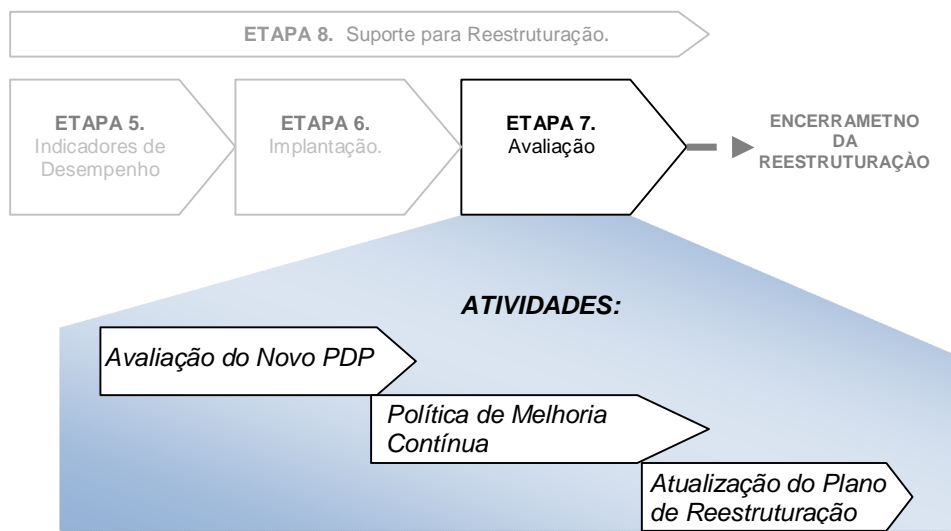 ETAPA 8. Suporte para Reestruturação.
ETAPA 5.
Indicadores de
Desempenho
ETAPA 6.
Implantação.
ETAPA 7.
Avaliação
ENCERRAMETNO
DA
REESTRUTURAÇÀO
ATIVIDADES:
Avaliação do Novo PDP
Política de Melhoria
Contínua
Atualização do Plano
de Reestruturação